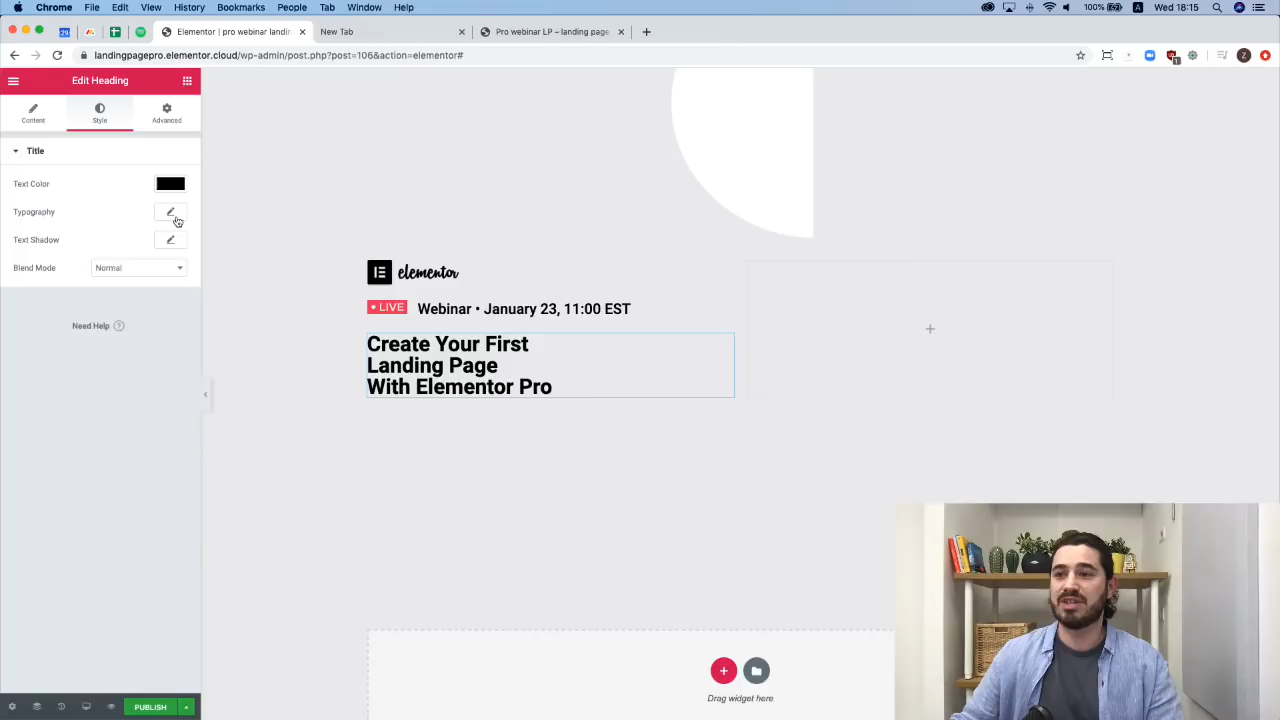 Chrome File Edit View History Bookmarks People Tab Window Help
100% Wed 18:15
Elementor | pro webinar landin
New Tab
Pro webinar LP – landing page
landingpagepro.elementor.cloud/wp-admin/post.php?post=106&action=elementor#
Edit Heading
Content
Style
Advanced
Title
Text Color
Typography
Text Shadow
Blend Mode
Normal
Need Help
elementor
• LIVE
Webinar • January 23, 11:00 EST
Create Your First
Landing Page
With Elementor Pro
Drag widget here
PUBLISH